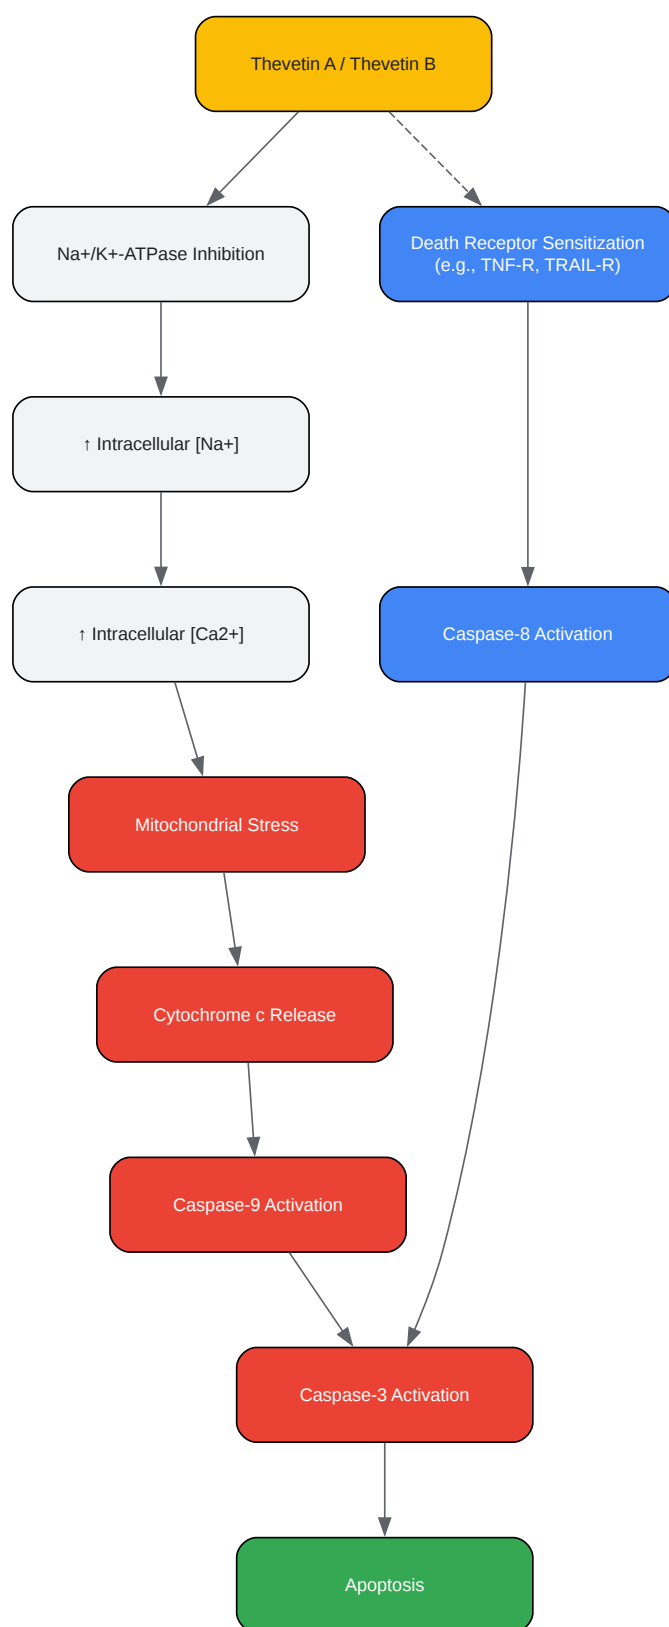 Thevetin A / Thevetin B
Na+/K+-ATPase Inhibition
Death Receptor Sensitization
(e.g., TNF-R, TRAIL-R)
↑ Intracellular [Na+]
↑ Intracellular [Ca2+]
Caspase-8 Activation
Mitochondrial Stress
Cytochrome c Release
Caspase-9 Activation
Caspase-3 Activation
Apoptosis